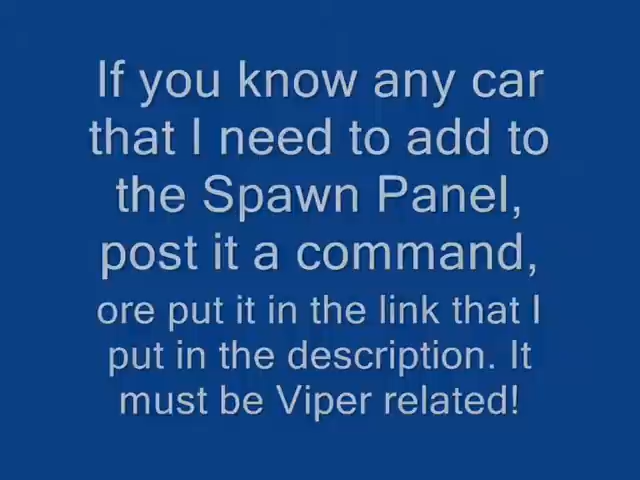 If you know any car
that I need to add to
the Spawn Panel,
post it a command,
ore put it in the link that I
put in the description. It
must be Viper related!